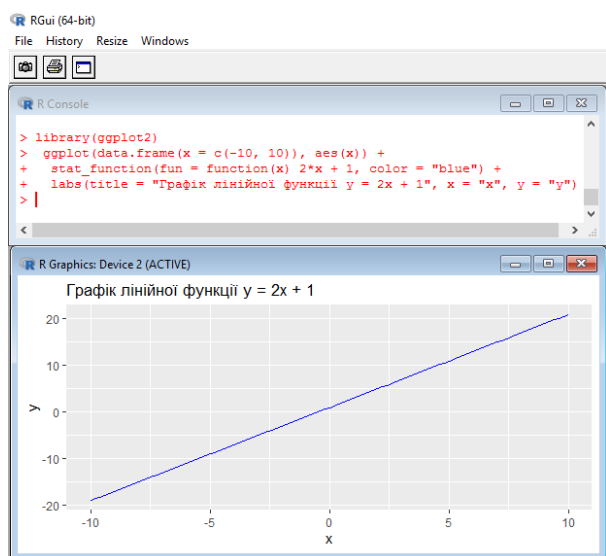 RGui (64-bit)
File History Resize Windows
R Console
> library(ggplot2)
> ggplot(data.frame(x = c(-10, 10)), aes(x)) +
+ stat_function(fun = function(x) 2*x + 1, color = "blue") +
+ labs(title = "Графік лінійної функції y = 2x + 1", x = "x", y = "y")
>
R Graphics: Device 2 (ACTIVE)
Графік лінійної функції y = 2x + 1
20
10
y
0
-10
-20
-10 -5 0 5 10
x